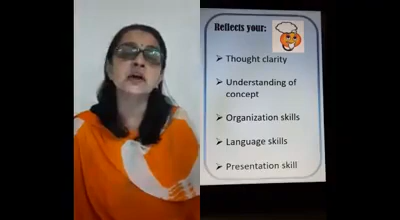 Reflects your:
➢ Thought clarity
➢ Understanding of
concept
➢ Organization skills
➢ Language skills
➢ Presentation skill